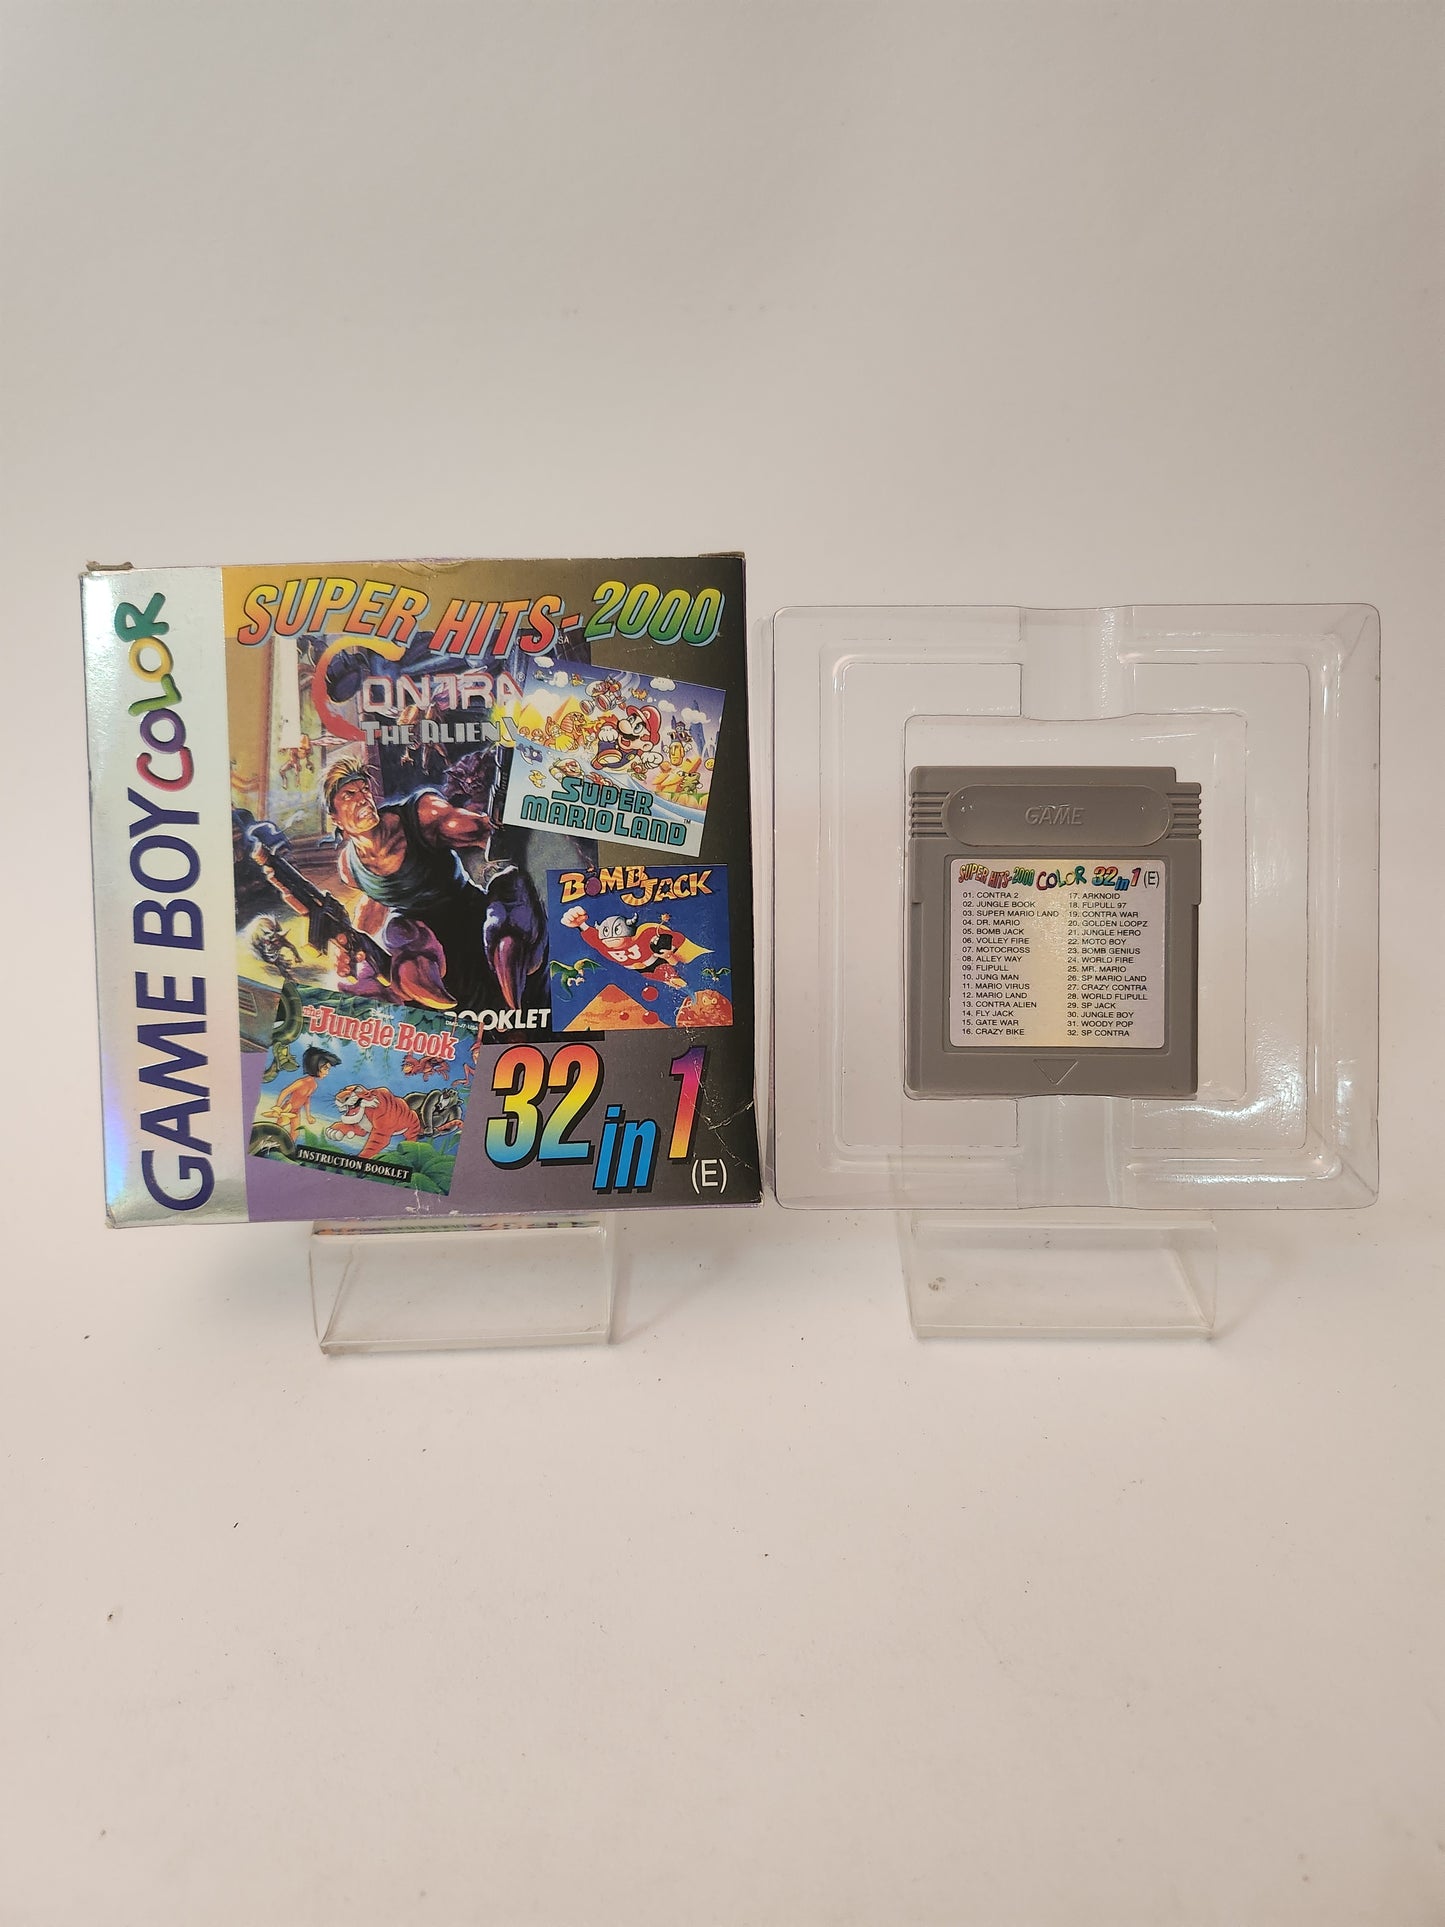 GAME BOY COLOR
SUPER HITS-2000
CONTRA
THE ALIEN
SUPER
MARIOLAND™
BOMB JACK
BJ
BOOKLET
The Jungle Book
INSTRUCTION BOOKLET
32 in 1
(E)
GAME
SUPER HITS-2000 COLOR 32 in 1 (E)
01. CONTRA 2
02. JUNGLE BOOK
03. SUPER MARIO LAND
04. DR. MARIO
05. BOMB JACK
06. VOLLEY FIRE
07. MOTOCROSS
08. ALLEY WAY
09. FLIPULL
10. JUNG MAN
11. MARIO VIRUS
12. MARIO LAND
13. CONTRA ALIEN
14. FLY JACK
15. GATE WAR
16. CRAZY BIKE
17. ARKNOID
18. FLIPULL 97
19. CONTRA WAR
20. GOLDEN LOOPZ
21. JUNGLE HERO
22. MOTO BOY
23. BOMB GENIUS
24. WORLD FIRE
25. MR. MARIO
26. SP MARIO LAND
27. CRAZY CONTRA
28. WORLD FLIPULL
29. SP JACK
30. JUNGLE BOY
31. WOODY POP
32. SP CONTRA